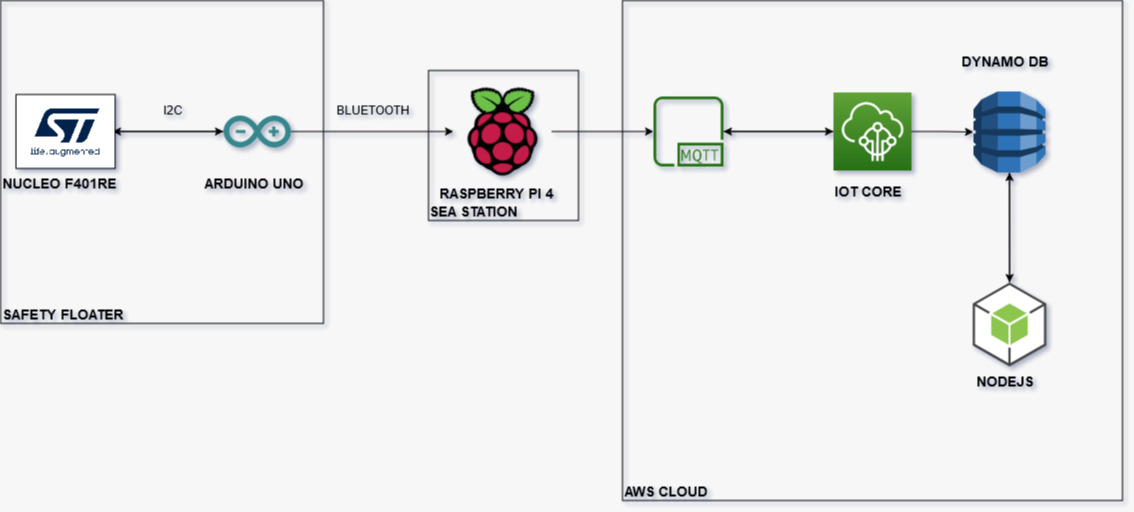 DYNAMO DB
I2C
BLUETOOTH
life.augmented
MQTT
NUCLEO F401RE
ARDUINO UNO
RASPBERRY PI 4
SEA STATION
IOT CORE
SAFETY FLOATER
NODEJS
AWS CLOUD